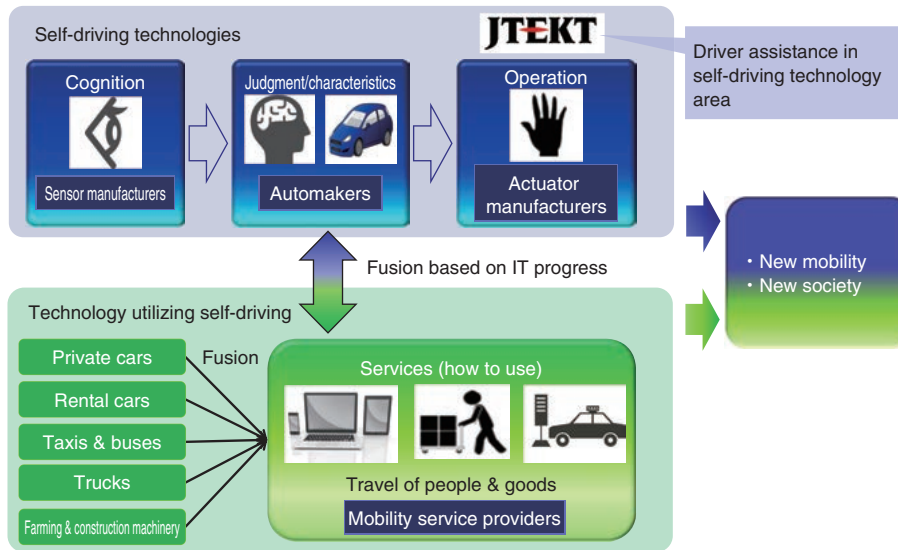 Self-driving technologies
JTEKT
Driver assistance in
self-driving technology
area
Cognition
Sensor manufacturers
Judgment/characteristics
Automakers
Operation
Actuator
manufacturers
Fusion based on IT progress
・New mobility
・New society
Technology utilizing self-driving
Private cars
Rental cars
Taxis & buses
Trucks
Farming & construction machinery
Fusion
Services (how to use)
Travel of people & goods
Mobility service providers